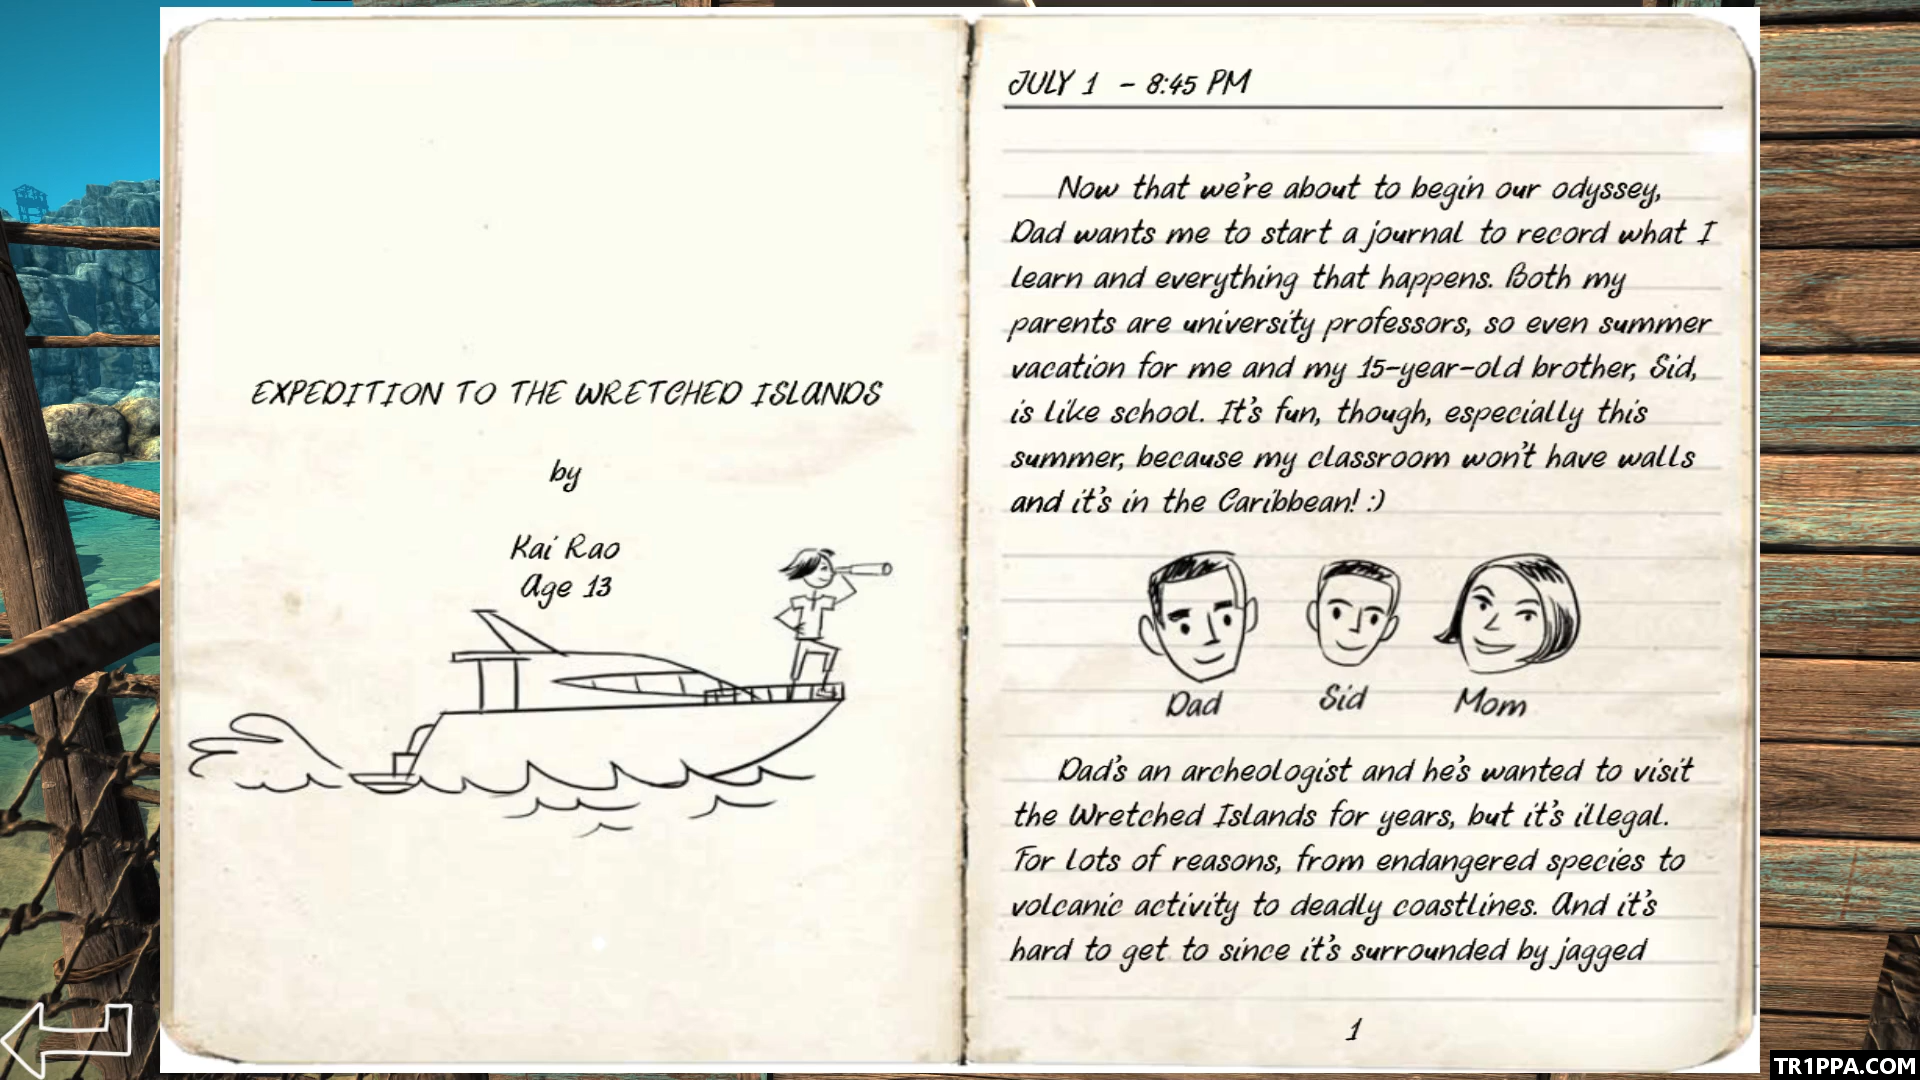 EXPEDITION TO THE WRETCHED ISLANDS
by
Kai Rao
Age 13
JULY 1 - 8:45 PM
Now that we're about to begin our odyssey,
Dad wants me to start a journal to record what I
learn and everything that happens. Both my
parents are university professors, so even summer
vacation for me and my 15-year-old brother, Sid,
is like school. It's fun, though, especially this
summer, because my classroom won't have walls
and it's in the Caribbean! :)
Dad Sid Mom
Dad's an archeologist and he's wanted to visit
the Wretched Islands for years, but it's illegal.
For lots of reasons, from endangered species to
volcanic activity to deadly coastlines. And it's
hard to get to since it's surrounded by jagged
1
TR1PPA.COM